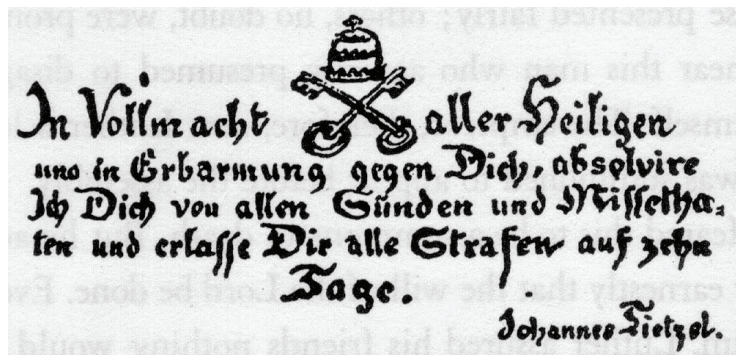 In Vollmacht aller Heiligen
und in Erbarmung gegen Dich, absolvire
Ich Dich von allen Sünden und Missetha-
ten und erlasse Dir alle Strafen auf zehn
Tage.
Johannes Tietzel.